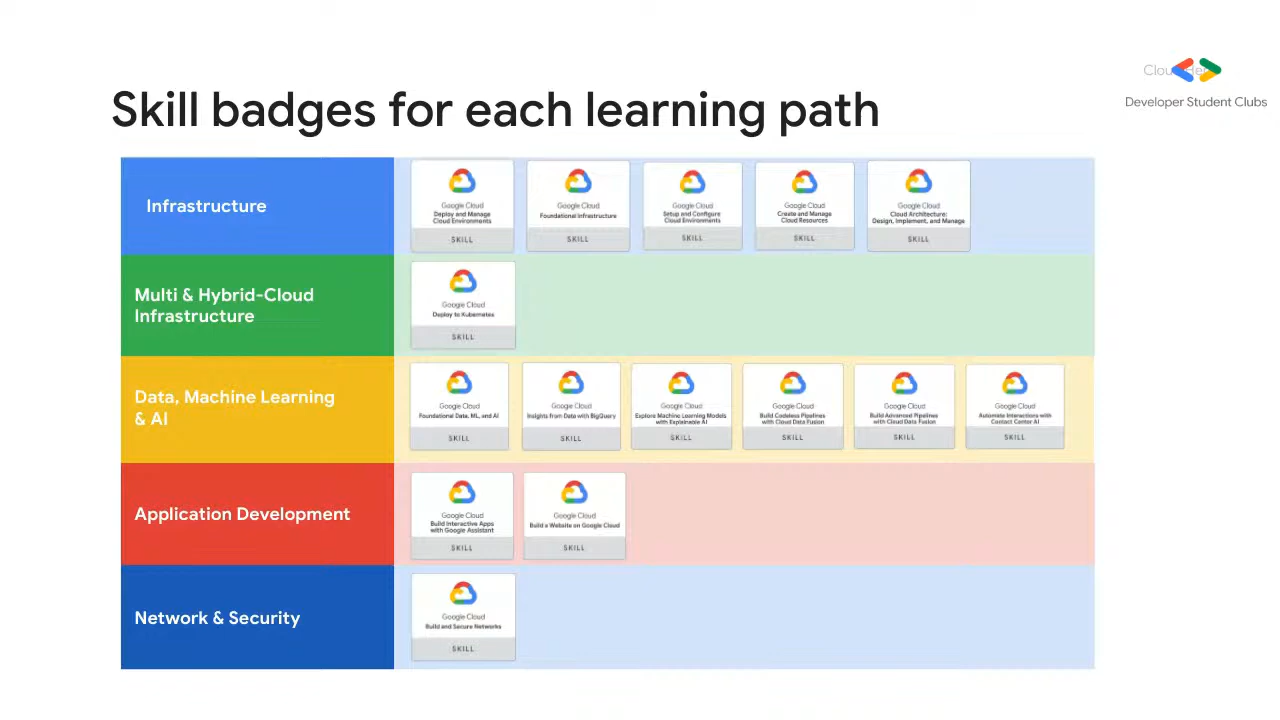 Skill badges for each learning path
Developer Student Clubs
Infrastructure
Google Cloud
Deploy and Manage
Cloud Environments
SKILL
Google Cloud
Foundational Infrastructure
SKILL
Google Cloud
Setup and Configure
Cloud Environments
SKILL
Google Cloud
Create and Manage
Cloud Resources
SKILL
Google Cloud
Cloud Architecture:
Design, Implement, and Manage
SKILL
Multi & Hybrid-Cloud
Infrastructure
Google Cloud
Deploy to Kubernetes
SKILL
Data, Machine Learning
& AI
Google Cloud
Foundational Data, ML, and AI
SKILL
Google Cloud
Insights from Data with BigQuery
SKILL
Google Cloud
Explore Machine Learning Models
with Explainable AI
SKILL
Google Cloud
Build Codeless Pipelines
with Cloud Data Fusion
SKILL
Google Cloud
Build Advanced Pipelines
with Cloud Data Fusion
SKILL
Google Cloud
Automate Interactions with
Contact Center AI
SKILL
Application Development
Google Cloud
Build Interactive Apps
with Google Assistant
SKILL
Google Cloud
Build a Website on Google Cloud
SKILL
Network & Security
Google Cloud
Build and Secure Networks
SKILL